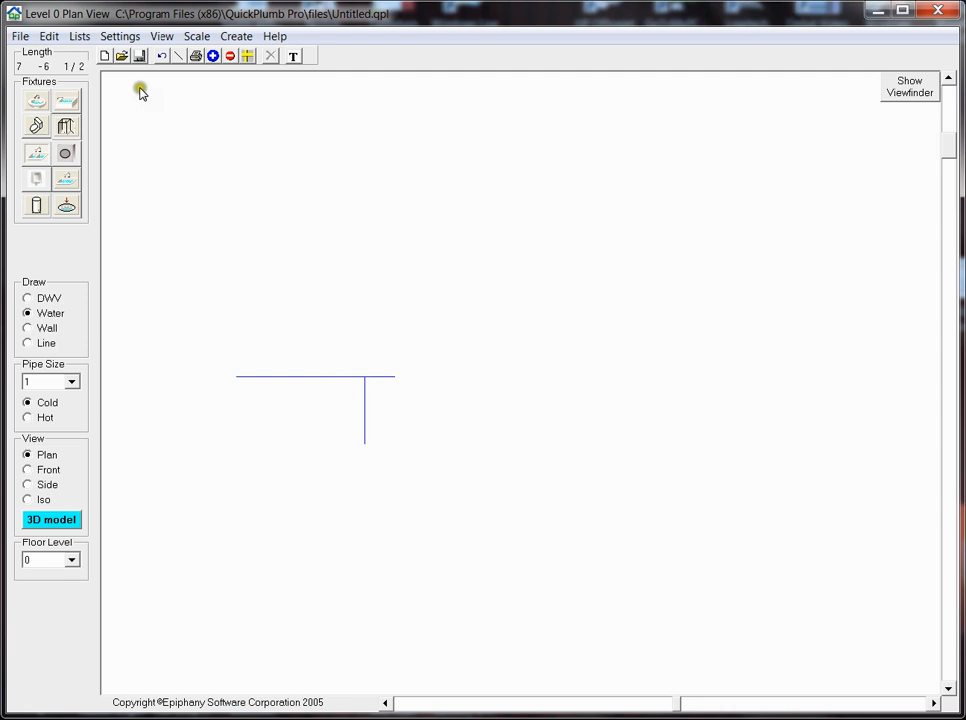 Level 0 Plan View C:\Program Files (x86)\QuickPlumb Pro\files\Untitled.qpl
File Edit Lists Settings View Scale Create Help
Length
7 -6 1/2
T
Fixtures
Show
Viewfinder
Draw
DWV
Water
Wall
Line
Pipe Size
1
Cold
Hot
View
Plan
Front
Side
Iso
3D model
Floor Level
0
Copyright ©Epiphany Software Corporation 2005